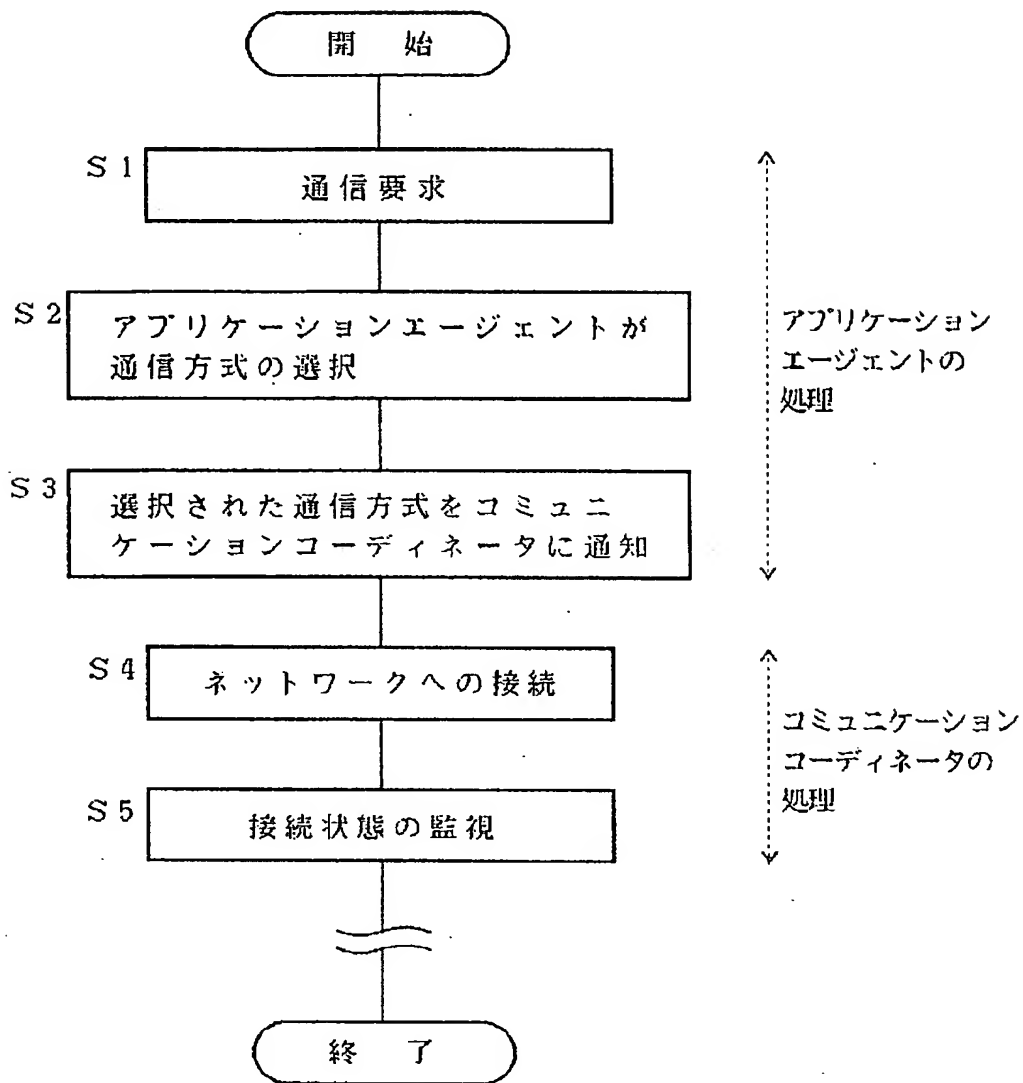 開 始
S1
通信要求
S2
アプリケーションエージェントが
通信方式の選択
S3
選択された通信方式をコミュニ
ケーションコーディネータに通知
アプリケーション
エージェントの
処理
S4
ネットワークへの接続
S5
接続状態の監視
コミュニケーション
コーディネータの
処理
終 了